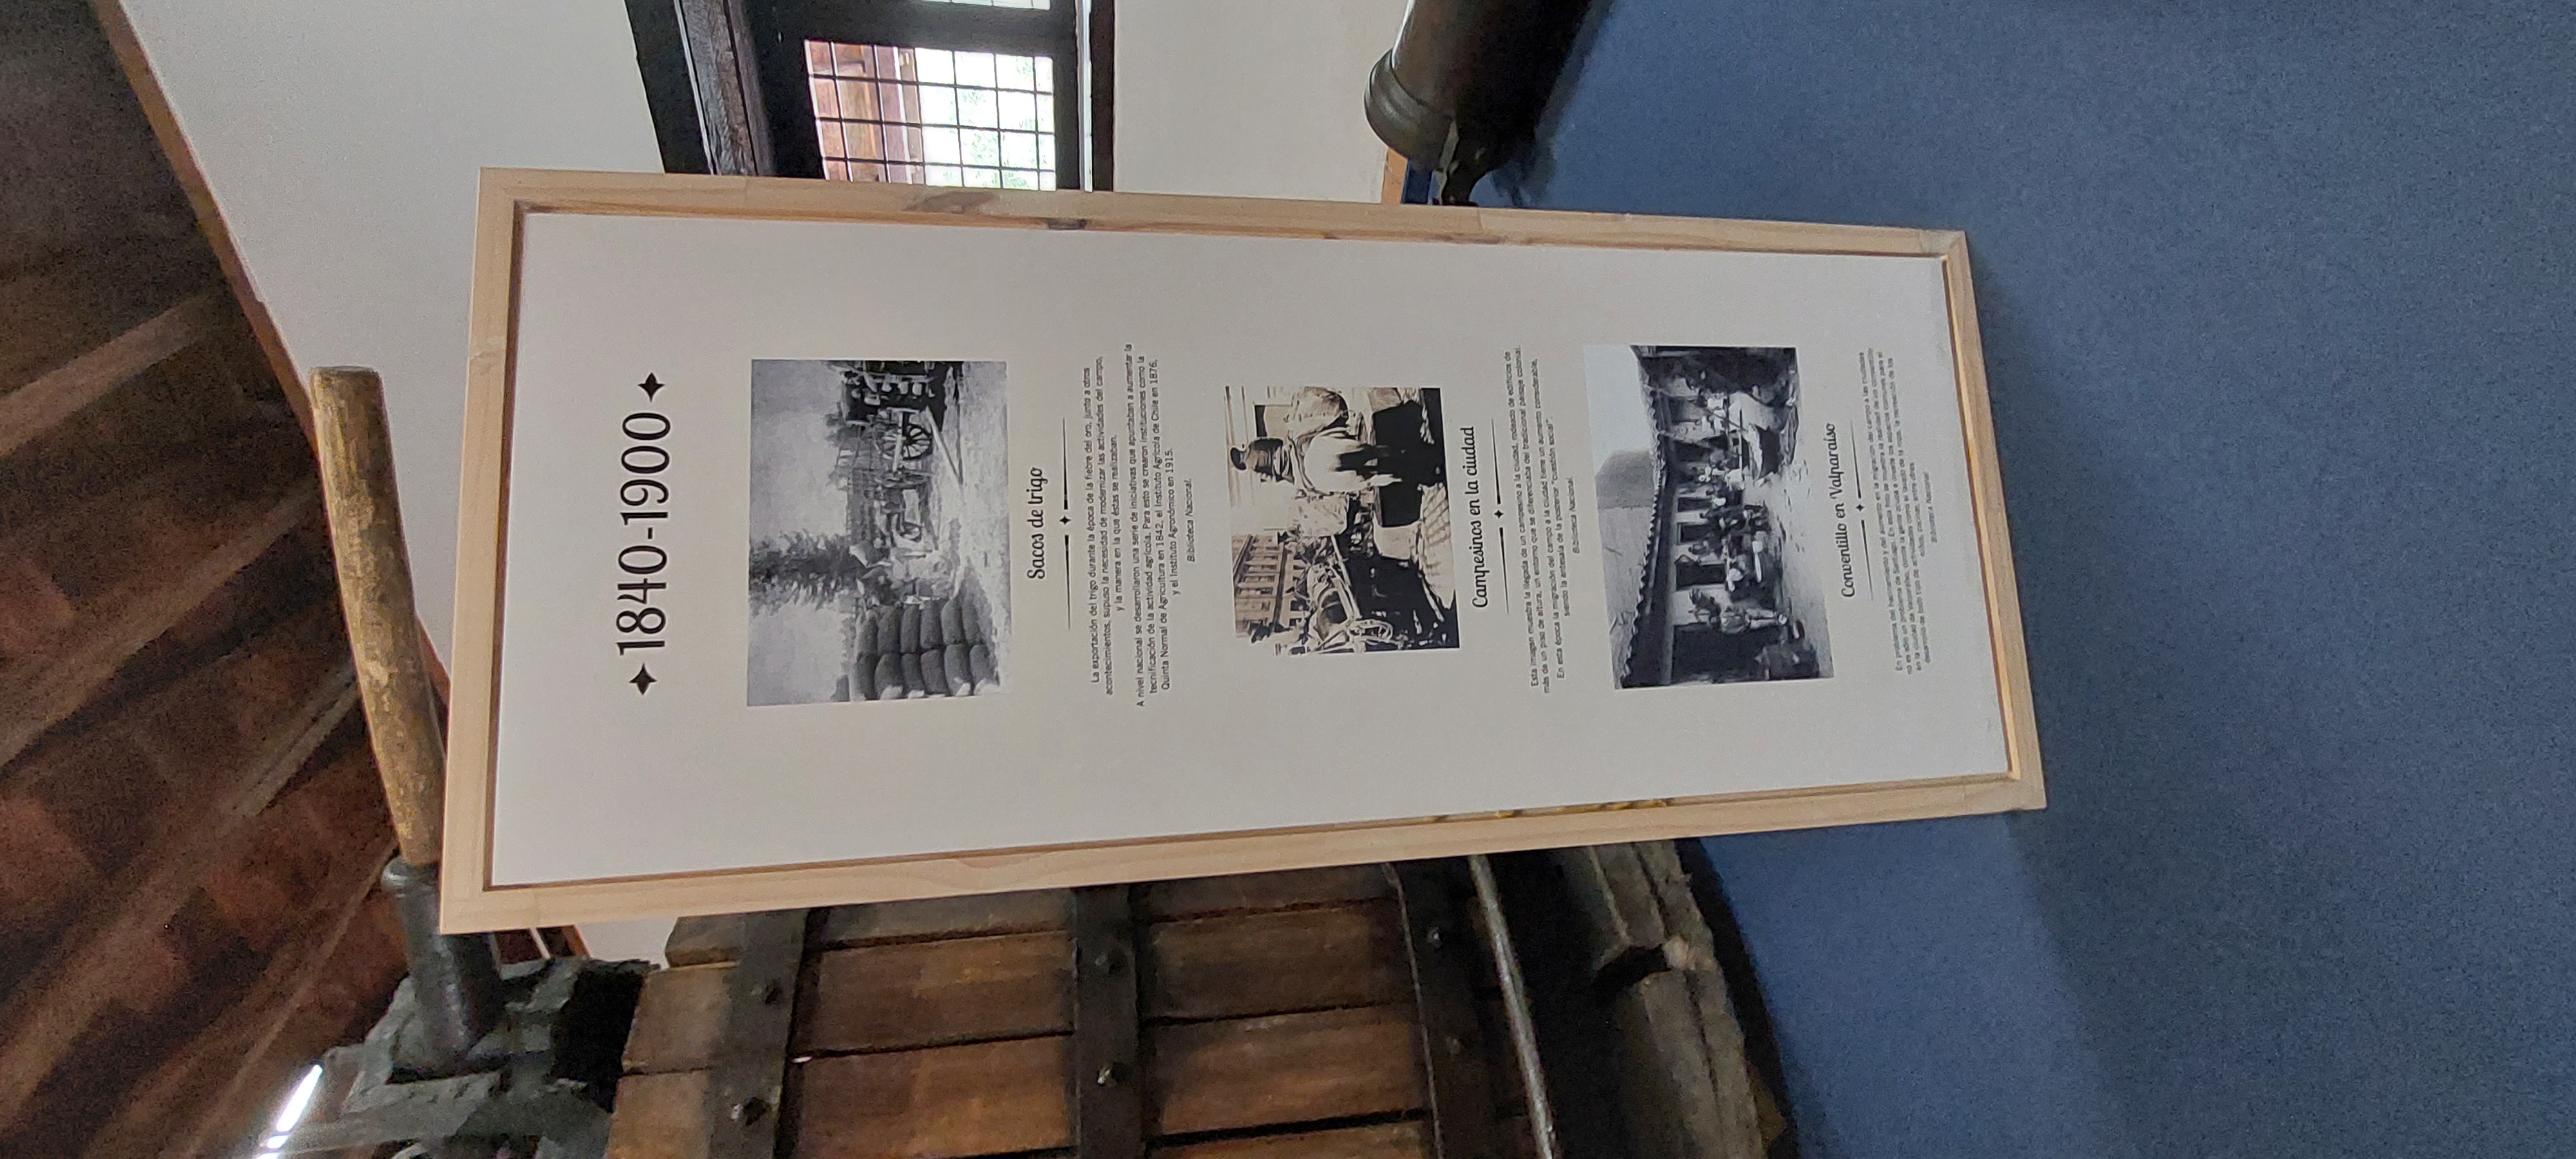 1840-1900
Sacos de trigo
La exportación del trigo durante la época de la fiebre del oro, junto a otros
acontecimientos, supuso la necesidad de modernizar las actividades del campo,
y la manera en la que éstas se realizaban.
A nivel nacional se desarrollaron una serie de iniciativas que apuntaban a aumentar la
tecnificación de la actividad agrícola. Para esto se crearon instituciones como la
Quinta Normal de Agricultura en 1842, el Instituto Agrícola de Chile en 1876,
y el Instituto Agronómico en 1915.
Biblioteca Nacional.
Campesinos en la ciudad
Esta imagen muestra la llegada de un campesino a la ciudad, rodeado de edificios de
más de un piso de altura, un entorno que se diferenciaba del tradicional paisaje colonial.
En esta época la migración del campo a la ciudad tiene un aumento considerable,
siendo la antesala de la posterior "cuestión social".
Biblioteca Nacional.
Conventillo en Valparaíso
En problema del hacinamiento y del aumento en la migración del campo a las ciudades
no es sólo un problema de Santiago. En esta foto se muestra la realidad de un conventillo
en la ciudad de Valparaíso, donde la gente ocupa e invade los espacios comunes para el
desarrollo de todo tipo de actividades como el lavado de la ropa, la recreación de los
niños, cocinar, entre otras.
Biblioteca Nacional